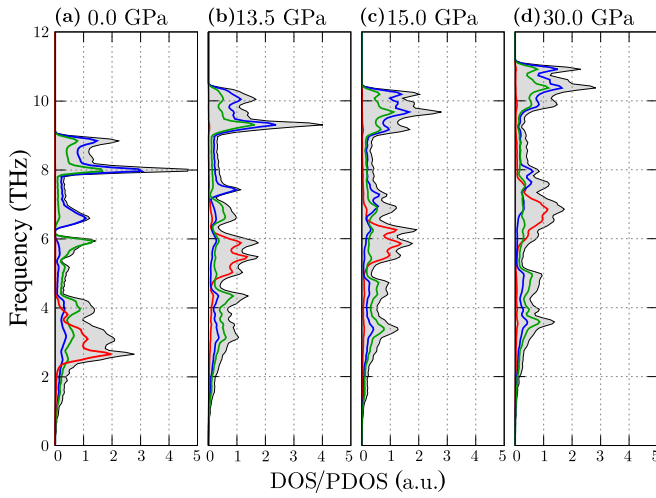 (a) 0.0 GPa (b) 13.5 GPa (c) 15.0 GPa (d) 30.0 GPa
12
10
8
6
4
2
0
Frequency (THz)
0 1 2 3 4 5 0 1 2 3 4 5 0 1 2 3 4 5 0 1 2 3 4 5
DOS/PDOS (a.u.)